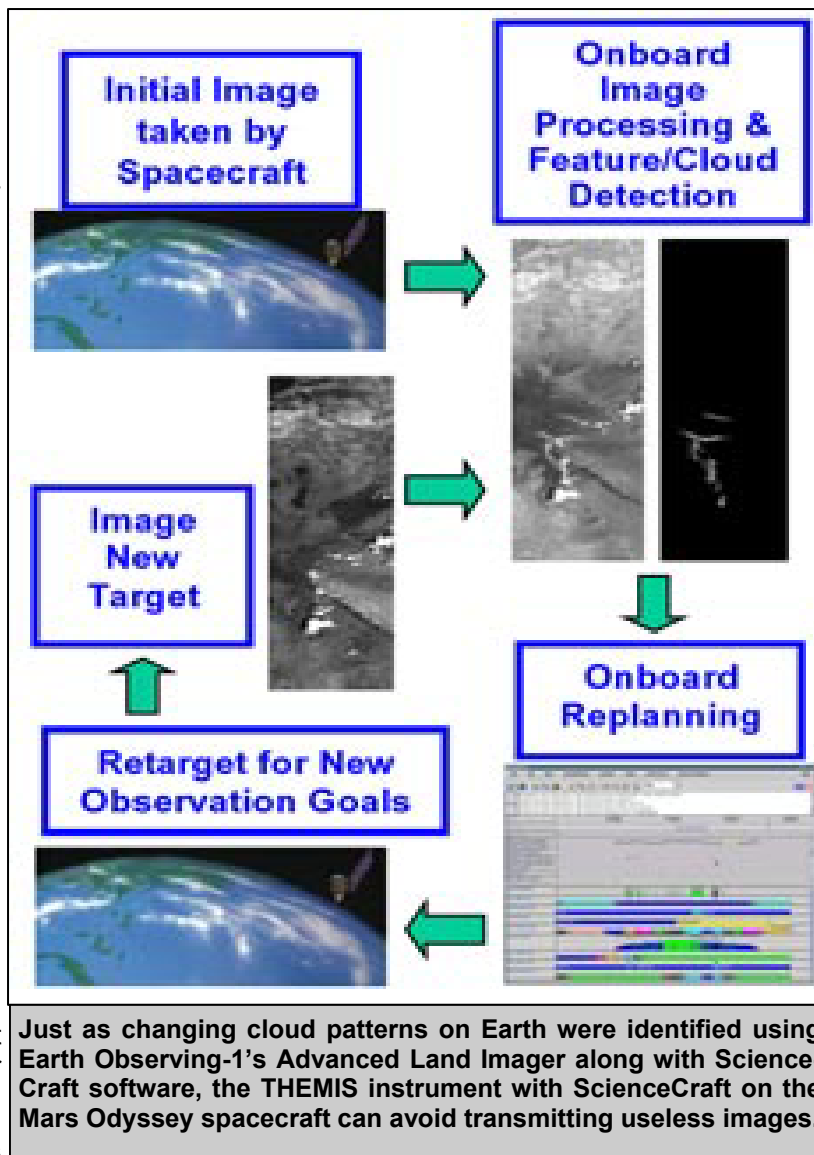 Initial Image
taken by
Spacecraft
Onboard
Image
Processing &
Feature/Cloud
Detection
Image
New
Target
Onboard
Replanning
Retarget for New
Observation Goals
Just as changing cloud patterns on Earth were identified using
Earth Observing-1's Advanced Land Imager along with Science
Craft software, the THEMIS instrument with ScienceCraft on the
Mars Odyssey spacecraft can avoid transmitting useless images.